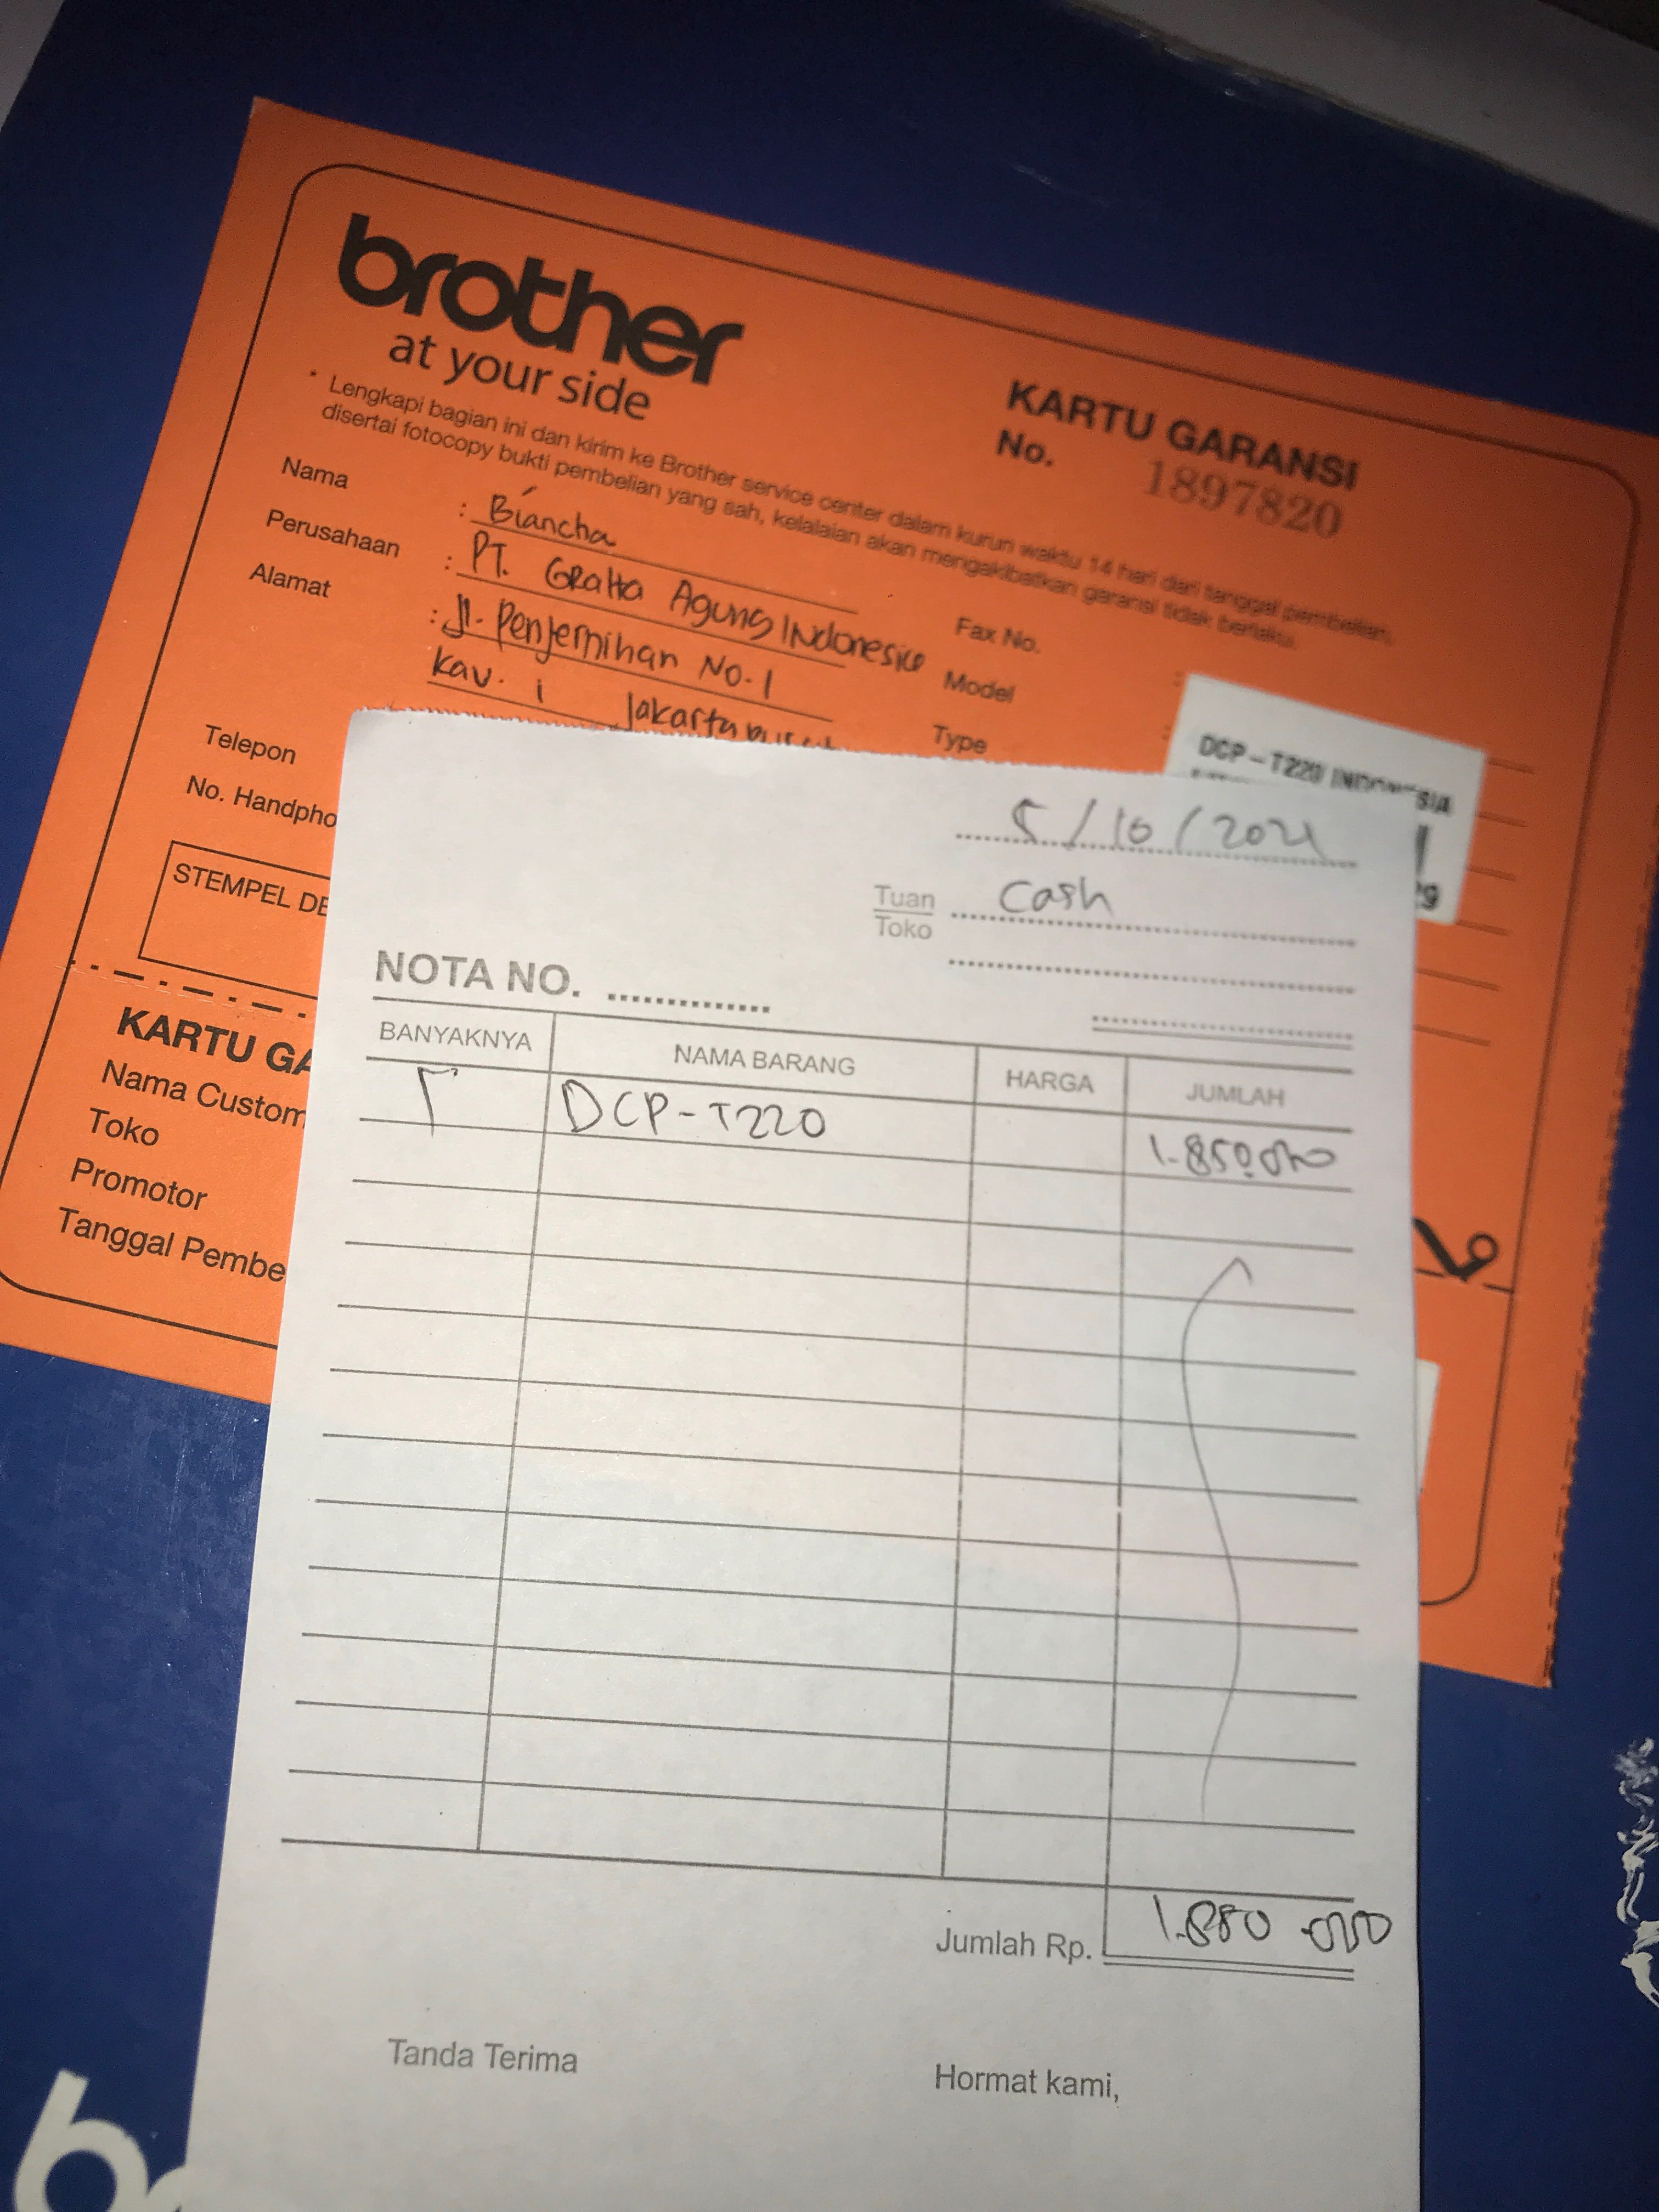 brother
at your side
KARTU GARANSI
No. 1897820
* Lengkapi bagian ini dan kirim ke Brother service center dalam kurun waktu 14 hari dari tanggal pembelian,
disertai fotocopy bukti pembelian yang sah, kelalaian akan mengakibatkan garansi tidak berlaku.
Nama : Biancha
Perusahaan : PT. GRaHa Agung INdonesia
Alamat : Jl. Penjernihan No. 1
Kav. i Jakarta pusat
Telepon
No. Handpho
Fax No.
Model :
Type :
DCP-T220 INDONESIA
STEMPEL DE
KARTU GA
Nama Custom
Toko
Promotor
Tanggal Pembe
5/10/2021
Tuan
Toko
Cash
NOTA NO.
BANYAKNYA NAMA BARANG HARGA JUMLAH
1 DCP-T220 1.850.000
Jumlah Rp. 1.850.000
Tanda Terima
Hormat kami,